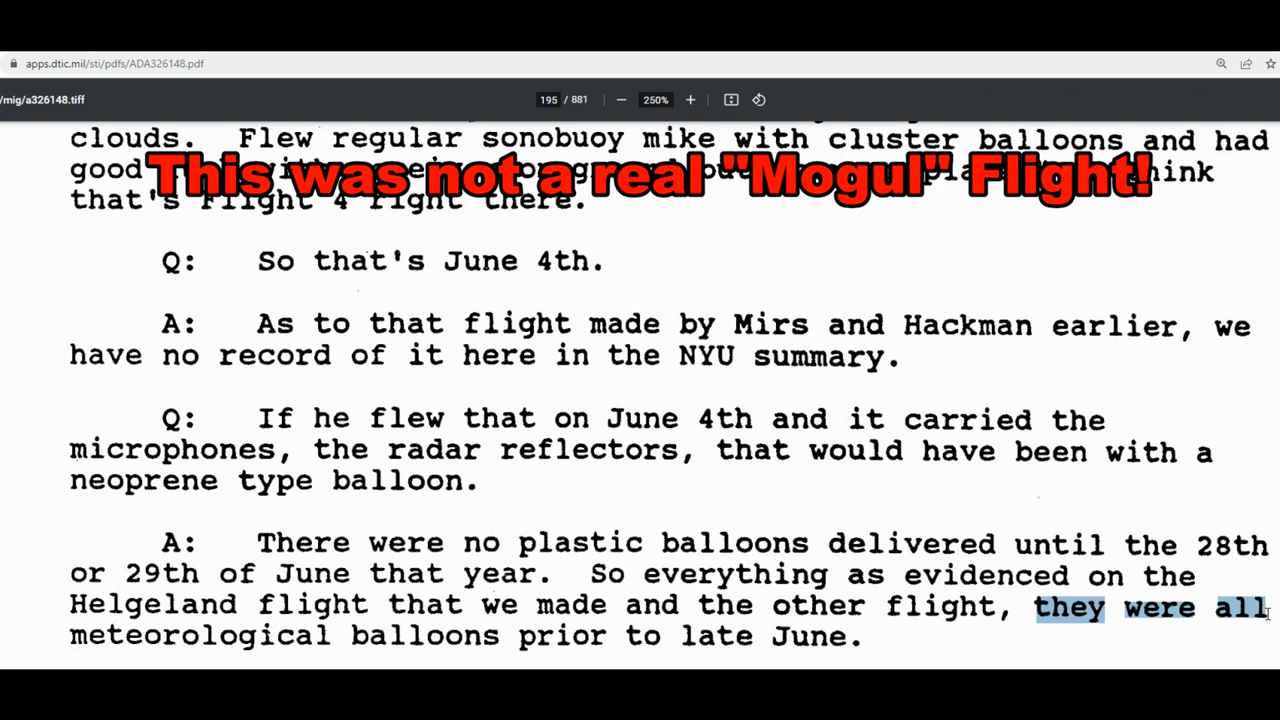 apps.dtic.mil/sti/pdfs/ADA326148.pdf
/mig/a326148.tiff
195 / 881
250%
clouds. Flew regular sonobuoy mike with cluster balloons and had
good
This was not a real "Mogul" Flight!
that's Flight 4 right there.
Q: So that's June 4th.
A: As to that flight made by Mirs and Hackman earlier, we
have no record of it here in the NYU summary.
Q: If he flew that on June 4th and it carried the
microphones, the radar reflectors, that would have been with a
neoprene type balloon.
A: There were no plastic balloons delivered until the 28th
or 29th of June that year. So everything as evidenced on the
Helgeland flight that we made and the other flight, they were all
meteorological balloons prior to late June.